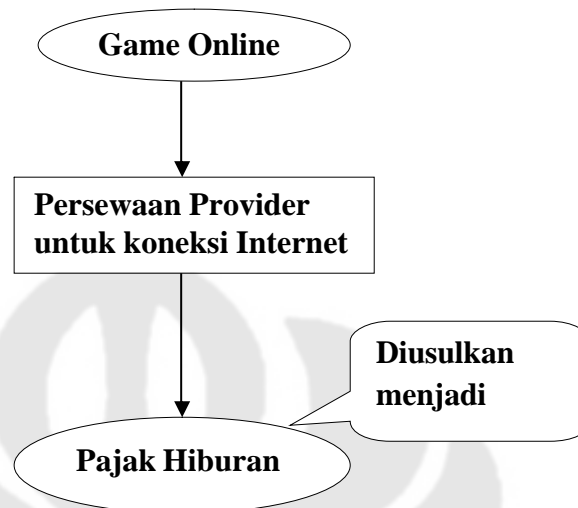 Game Online
Persewaan Provider
untuk koneksi Internet
Diusulkan
menjadi
Pajak Hiburan